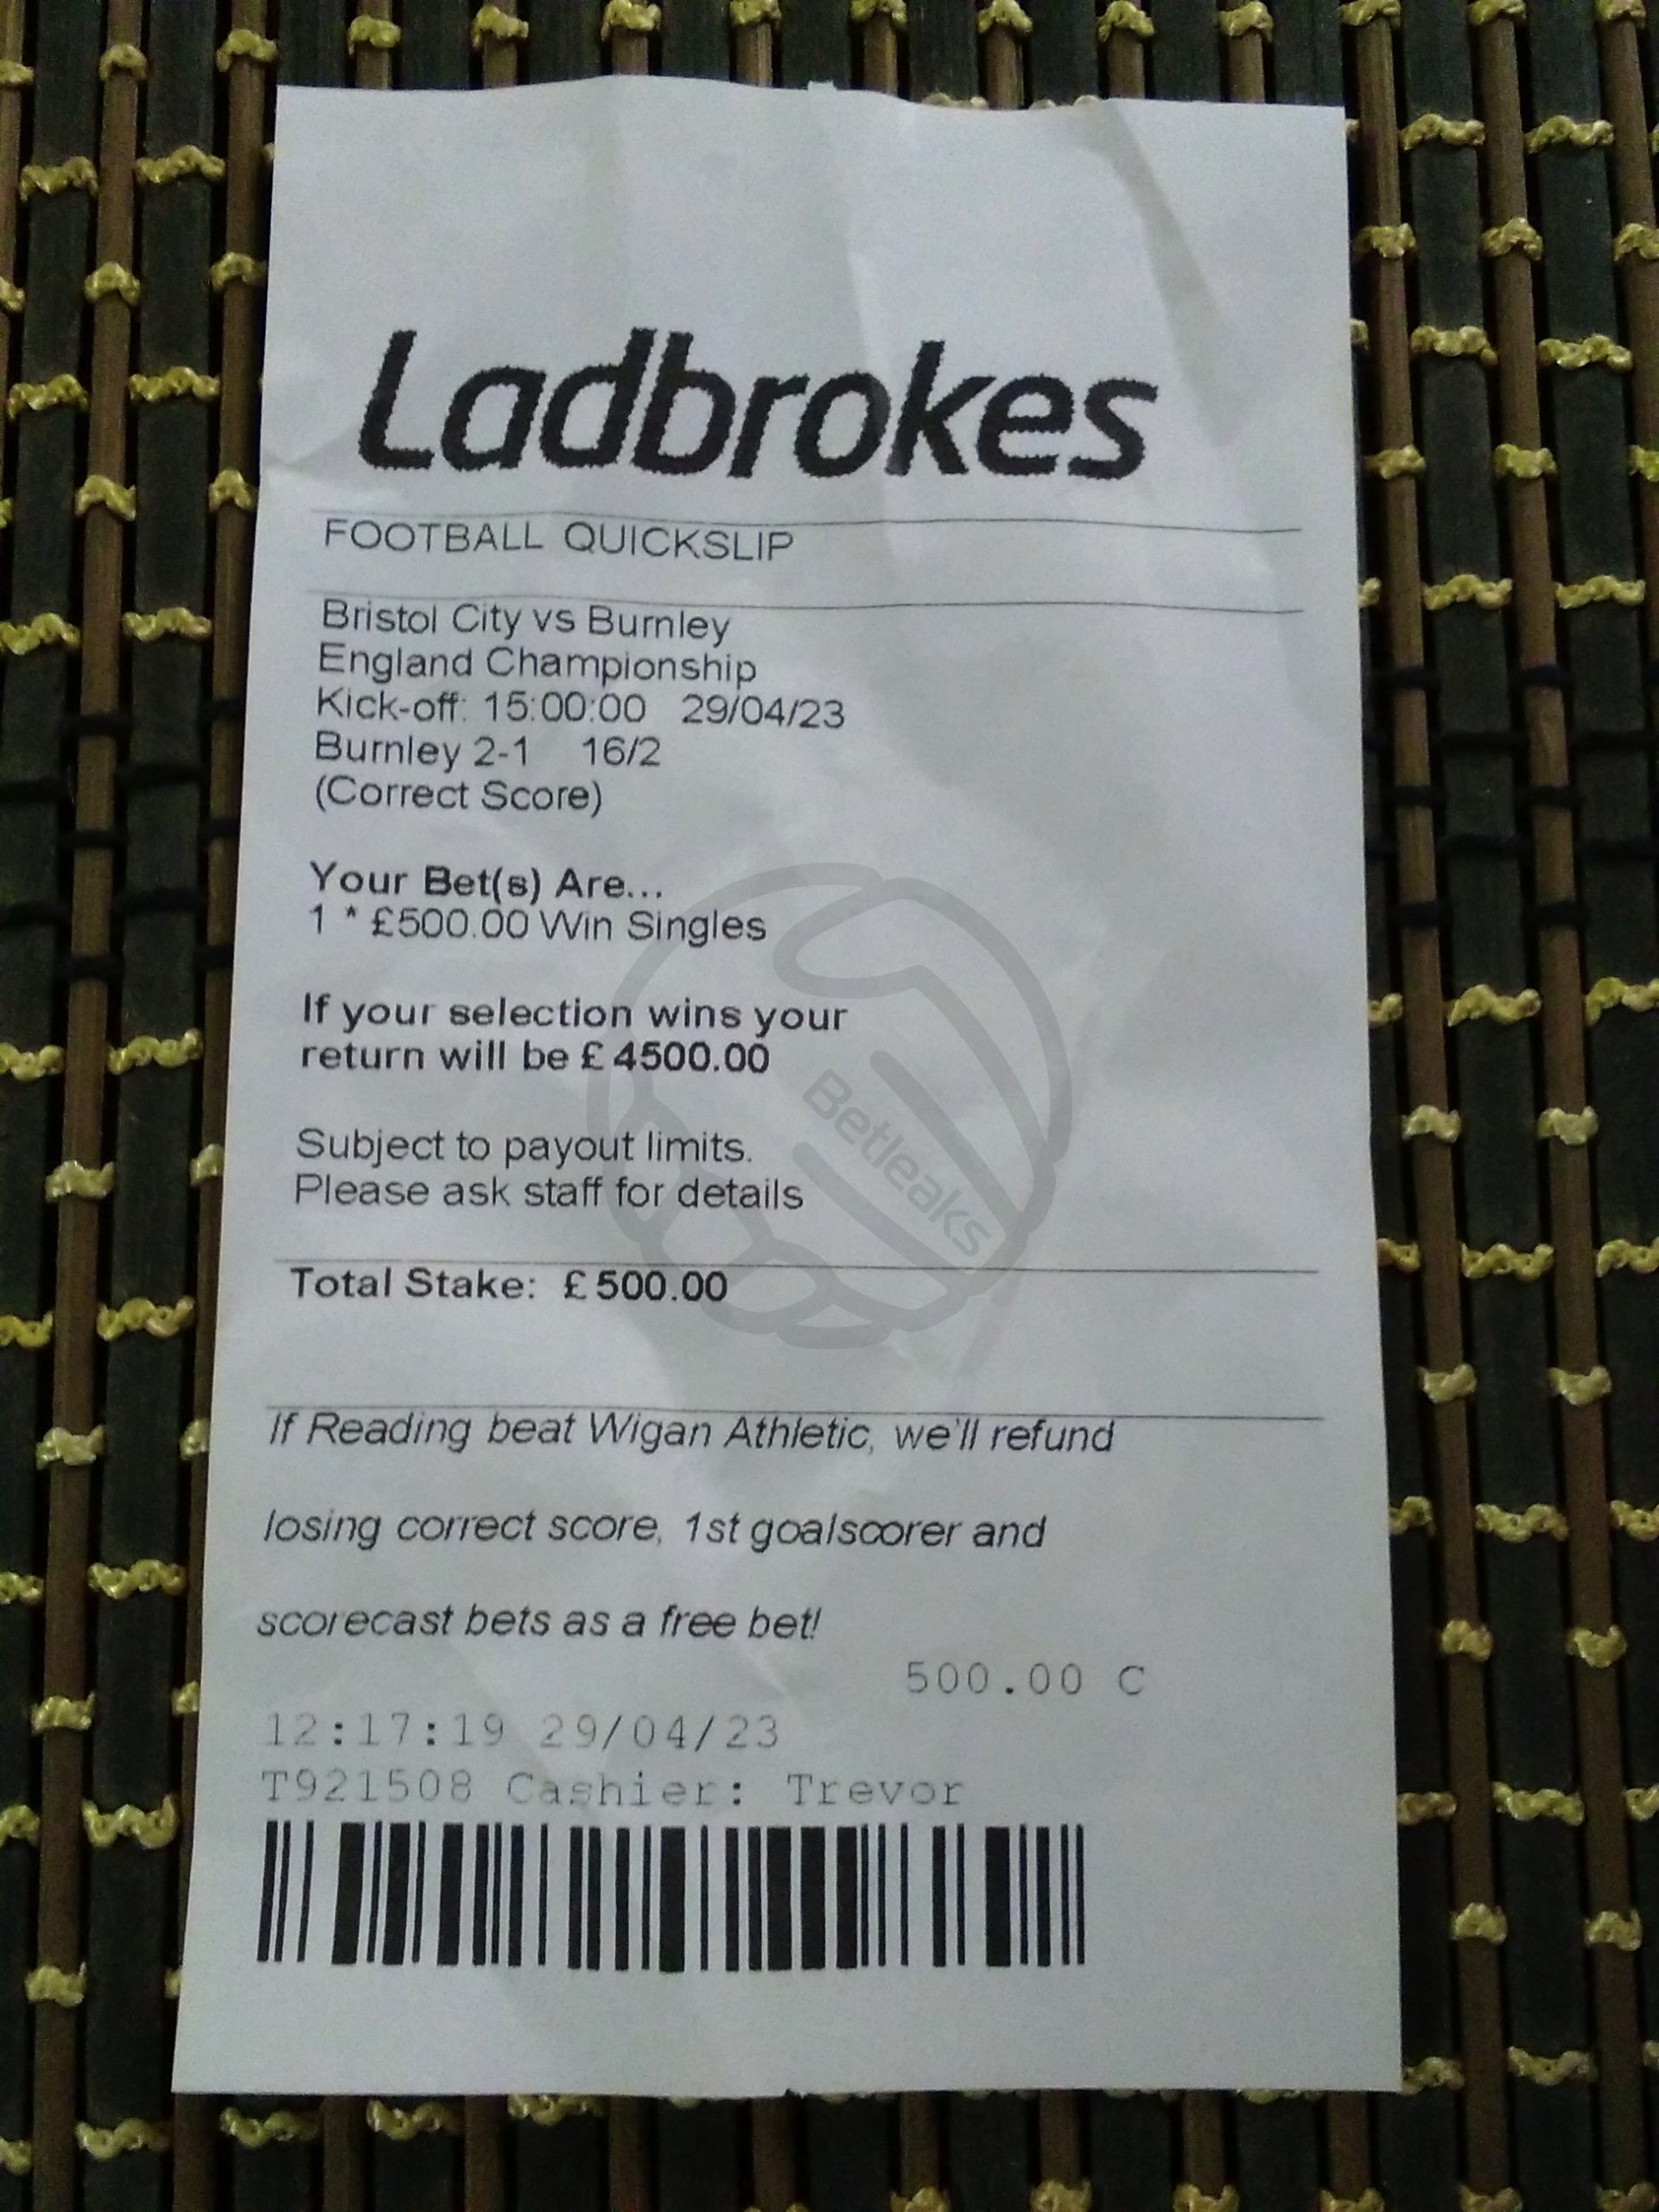 Ladbrokes
FOOTBALL QUICKSLIP
Bristol City vs Burnley
England Championship
Kick-off: 15:00:00 29/04/23
Burnley 2-1 16/2
(Correct Score)
Your Bet(s) Are...
1 * £500.00 Win Singles
If your selection wins your
return will be £ 4500.00
Betleaks
Subject to payout limits.
Please ask staff for details
Total Stake: £ 500.00
If Reading beat Wigan Athletic, we'll refund
losing correct score, 1st goalscorer and
scorecast bets as a free bet!
500.00 C
12:17:19 29/04/23
T921508 Cashier: Trevor